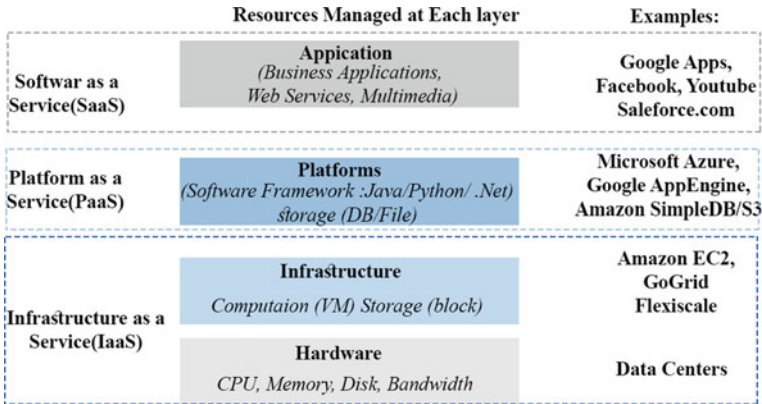 Resources Managed at Each layer
Examples:
Softwar as a
Service(SaaS)
Appication
(Business Applications,
Web Services, Multimedia)
Google Apps,
Facebook, Youtube
Saleforce.com
Platform as a
Service(PaaS)
Platforms
(Software Framework :Java/Python/ .Net)
storage (DB/File)
Microsoft Azure,
Google AppEngine,
Amazon SimpleDB/S3
Infrastructure as a
Service(IaaS)
Infrastructure
Computaion (VM) Storage (block)
Amazon EC2,
GoGrid
Flexiscale
Hardware
CPU, Memory, Disk, Bandwidth
Data Centers